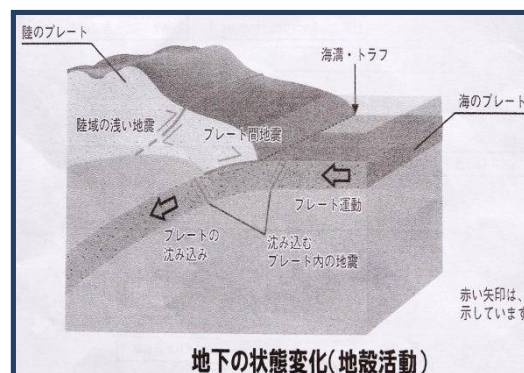 陸のプレート
海溝・トラフ
海のプレート
陸域の浅い地震
プレート間地震
プレート運動
プレートの
沈み込み
沈み込む
プレート内の地震
赤い矢印は、
示しています
地下の状態変化(地殻活動)